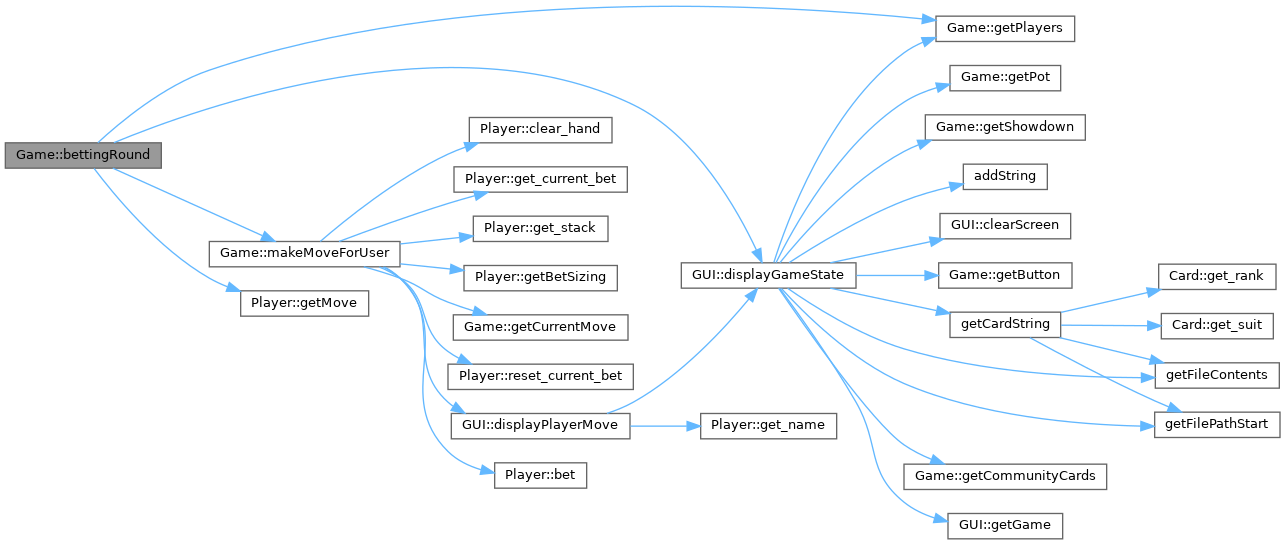 Game::bettingRound
Game::makeMoveForUser
Player::getMove
Player::clear_hand
Player::get_current_bet
Player::get_stack
Player::getBetSizing
Game::getCurrentMove
Player::reset_current_bet
GUI::displayPlayerMove
Player::bet
GUI::displayGameState
Player::get_name
Game::getPlayers
Game::getPot
Game::getShowdown
addString
GUI::clearScreen
Game::getButton
getCardString
Game::getCommunityCards
GUI::getGame
Card::get_rank
Card::get_suit
getFileContents
getFilePathStart